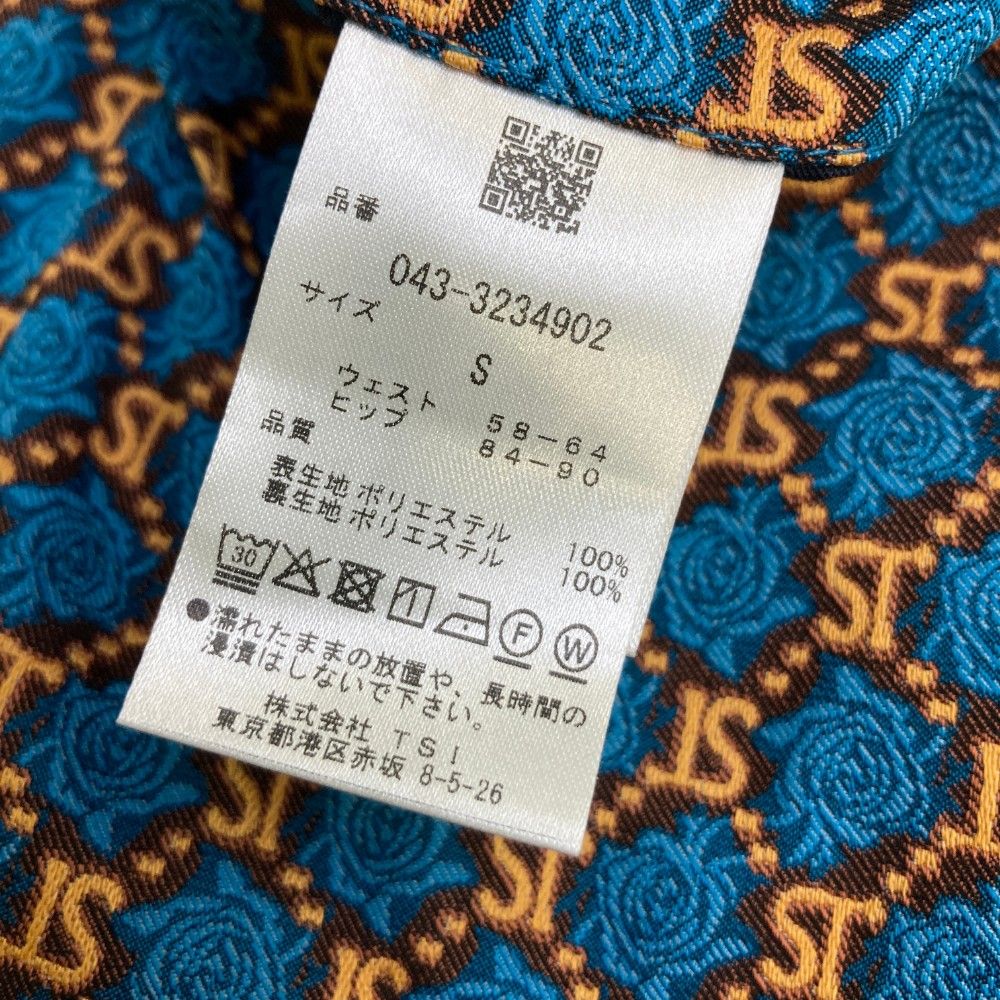 品番
043-3234902
サイズ
S
ウェスト 58-64
ヒップ 84-90
品質
表生地 ポリエステル 100%
裏生地 ポリエステル 100%
30 F W
●濡れたままの放置や、長時間の
浸漬はしないで下さい。
株式会社 TSI
東京都港区赤坂 8-5-26